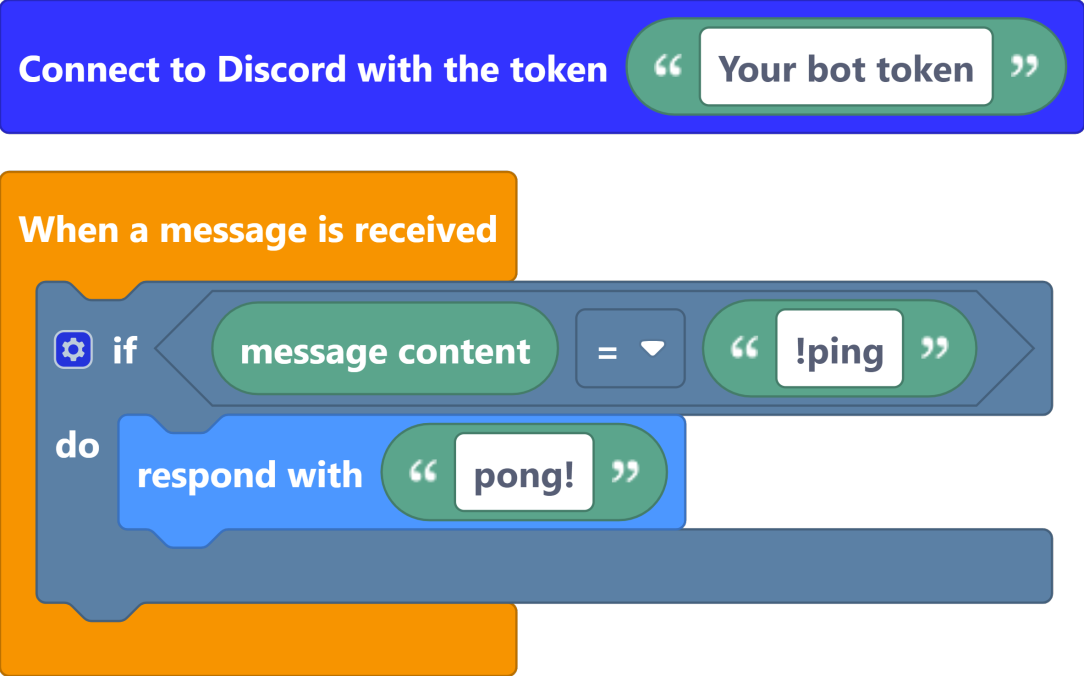 Connect to Discord with the token “ Your bot token ”
When a message is received
if message content = “ !ping ”
do respond with “ pong! ”